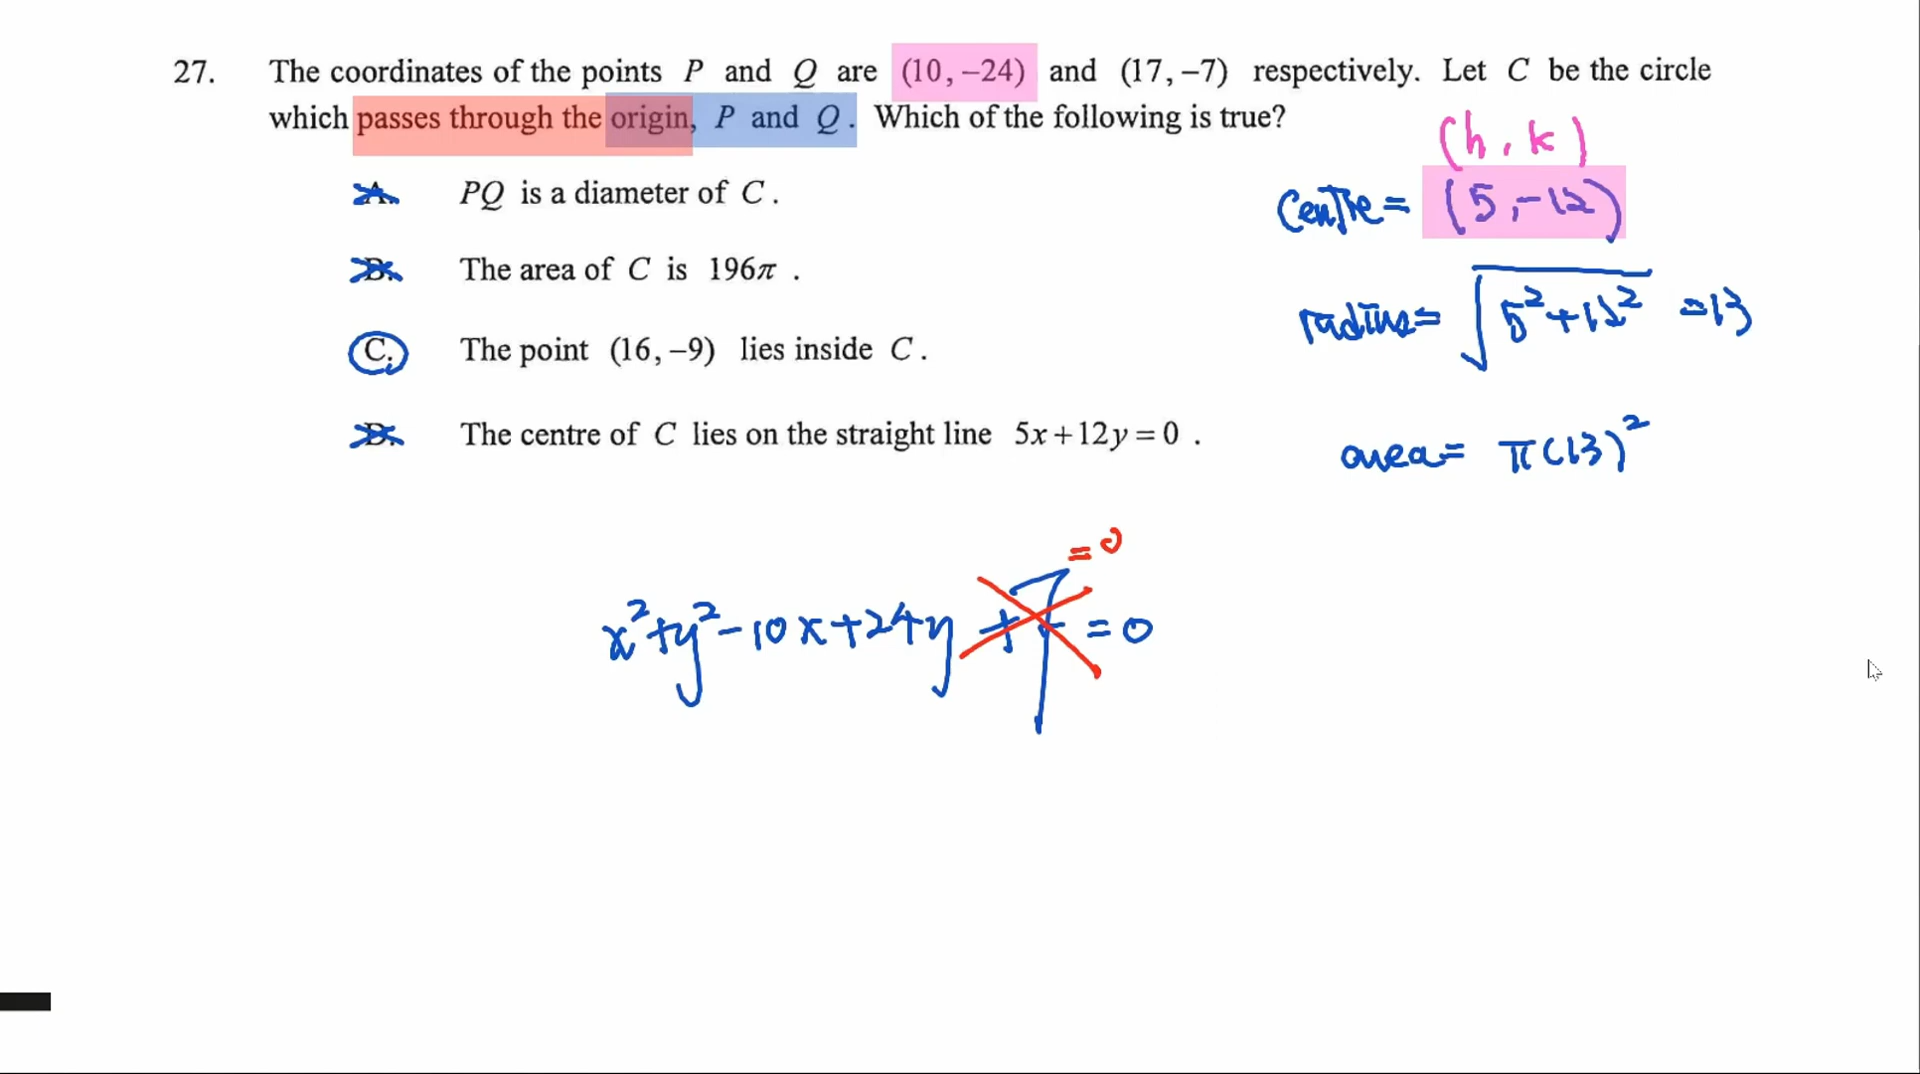 27. The coordinates of the points P and Q are (10, −24) and (17, −7) respectively. Let C be the circle
which passes through the origin, P and Q. Which of the following is true?
(h, k)
A. PQ is a diameter of C.
centre = (5, -12)
B. The area of C is 196π.
radius = √5²+12² = 13
C. The point (16, −9) lies inside C.
D. The centre of C lies on the straight line 5x+12y=0.
area = π(13)²
= 0
x²+y²-10x+24y + F = 0